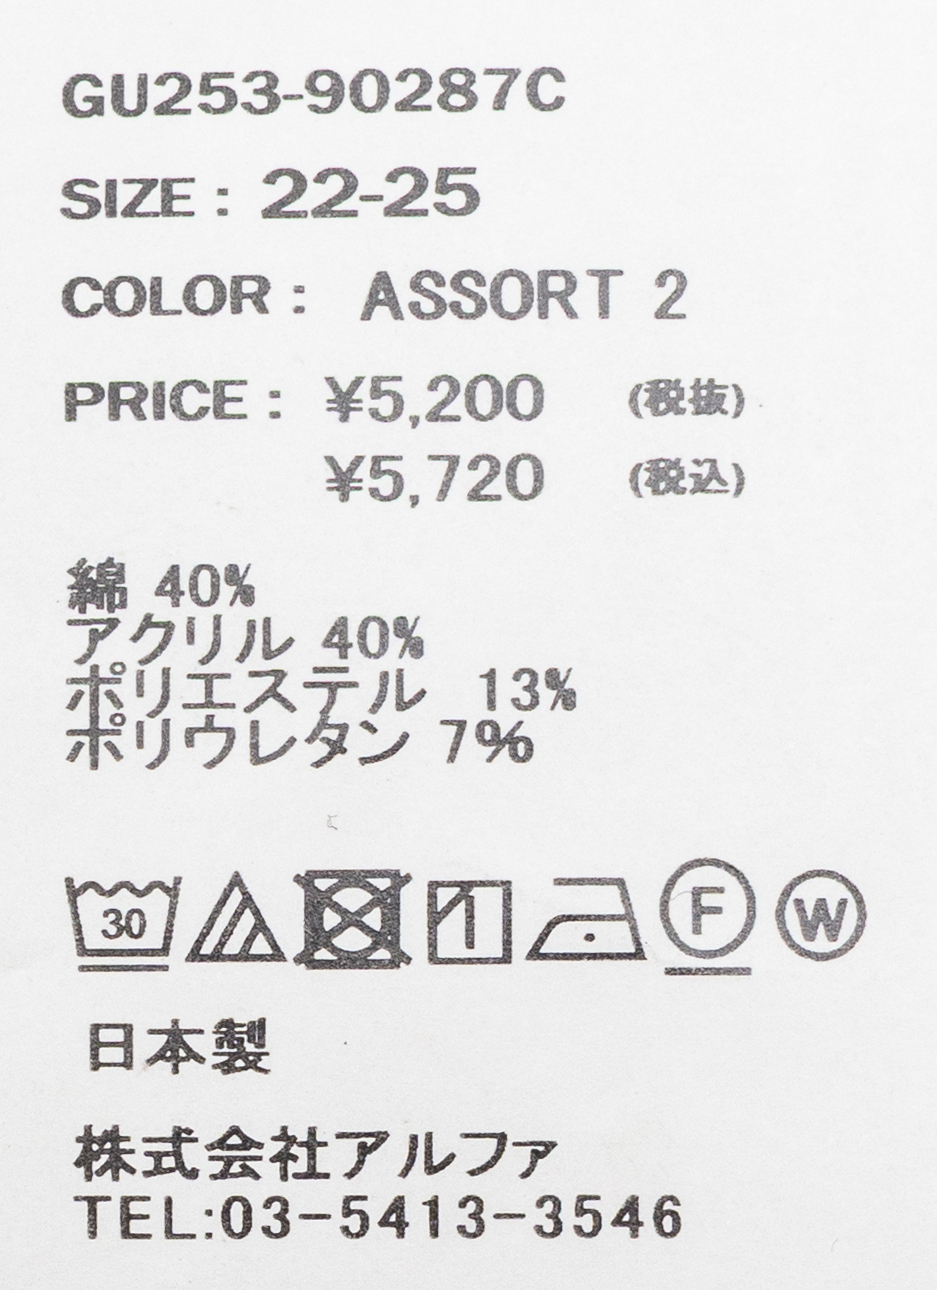 GU253-90287C
SIZE : 22-25
COLOR : ASSORT 2
PRICE : ¥5,200 (税抜)
¥5,720 (税込)
綿 40%
アクリル 40%
ポリエステル 13%
ポリウレタン 7%
30 F W
日本製
株式会社アルファ
TEL:03-5413-3546